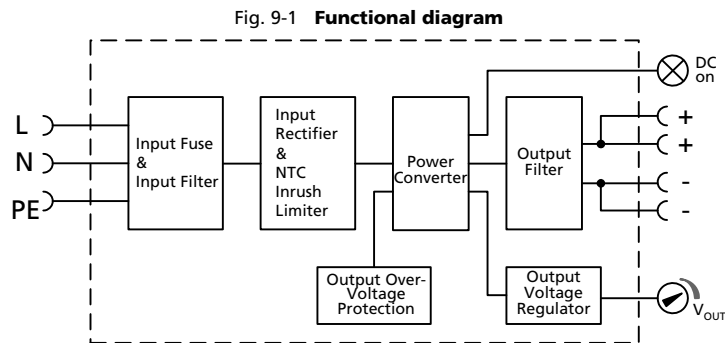 Fig. 9-1 Functional diagram
DC
on
L
N
PE
Input Fuse
&
Input Filter
Input
Rectifier
&
NTC
Inrush
Limiter
Power
Converter
Output
Filter
+
+
-
-
Output Over-
Voltage
Protection
Output
Voltage
Regulator
VOUT